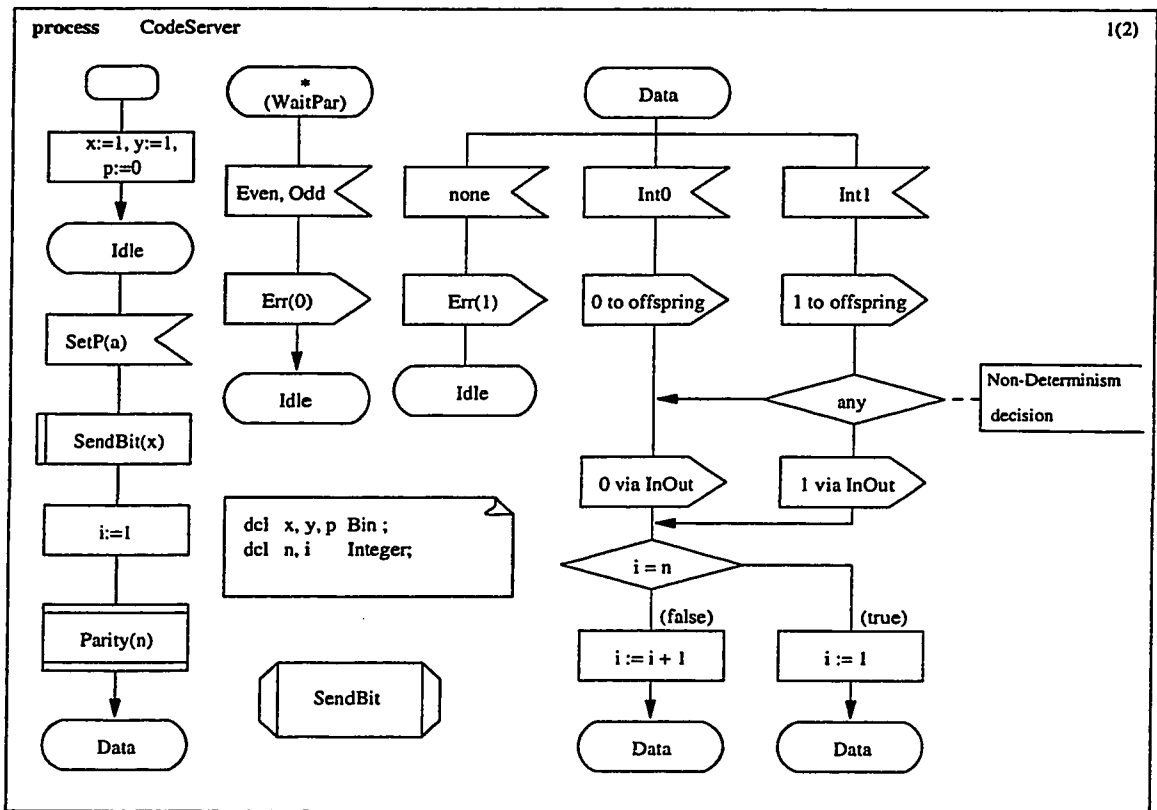 process CodeServer
1(2)
x:=1, y:=1,
p:=0
Idle
SetP(a)
SendBit(x)
i:=1
Parity(n)
Data
*
(WaitPar)
Even, Odd
Err(0)
Idle
dcl x, y, p Bin ;
dcl n, i Integer;
SendBit
Data
none
Int0
Int1
Err(1)
0 to offspring
1 to offspring
Idle
any
Non-Determinism
decision
0 via InOut
1 via InOut
i = n
(false)
(true)
i := i + 1
i := 1
Data
Data